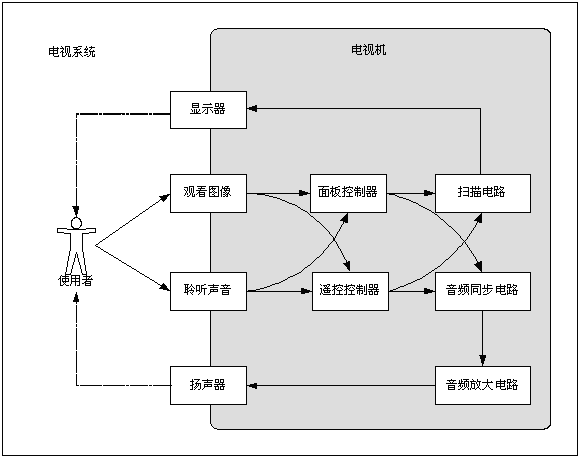 电视系统
电视机
显示器
观看图像
面板控制器
扫描电路
使用者
聆听声音
遥控控制器
音频同步电路
扬声器
音频放大电路